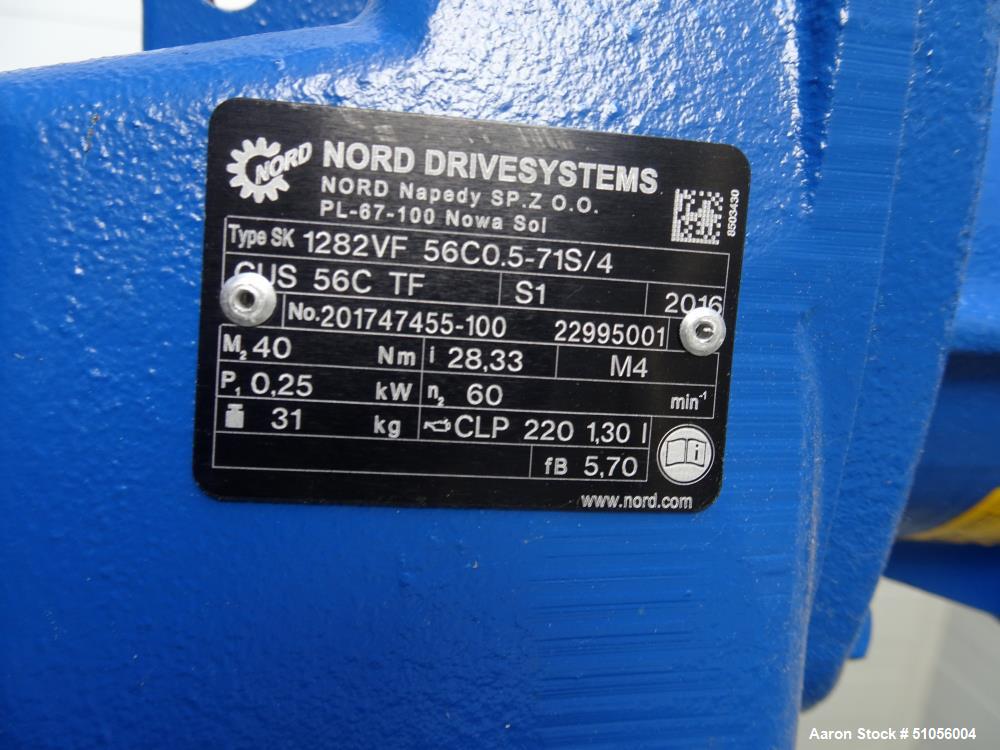 NORD
NORD DRIVESYSTEMS
NORD Napedy SP.Z O.O.
PL-67-100 Nowa Sol
8503430
Type SK 1282VF 56C0.5-71S/4
CUS 56C TF S1 2016
No. 201747455-100 22995001
M2 40 Nm i 28,33 M4
P1 0,25 kW n2 60 min-1
31 kg CLP 220 1,30 l
fB 5,70
i
www.nord.com
Aaron Stock # 51056004